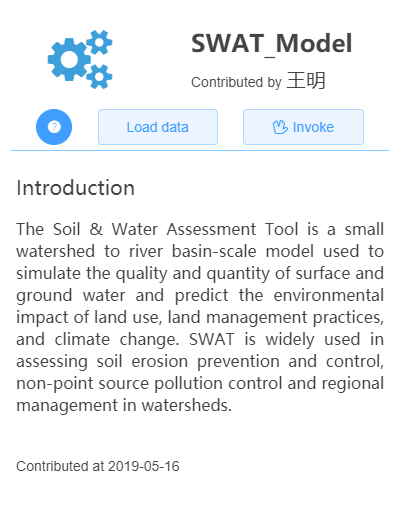 SWAT_Model
Contributed by 王明
?
Load data
Invoke
Introduction
The Soil & Water Assessment Tool is a small
watershed to river basin-scale model used to
simulate the quality and quantity of surface and
ground water and predict the environmental
impact of land use, land management practices,
and climate change. SWAT is widely used in
assessing soil erosion prevention and control,
non-point source pollution control and regional
management in watersheds.
Contributed at 2019-05-16